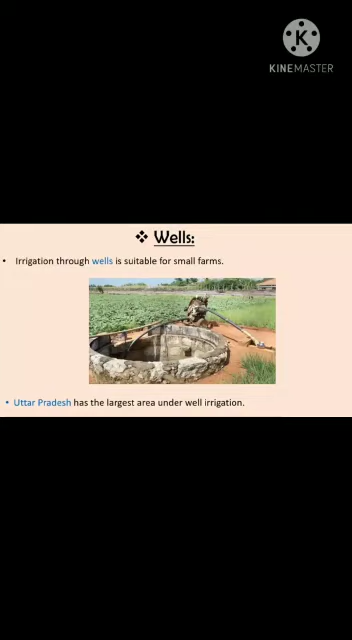 KINEMASTER
❖ Wells:
• Irrigation through wells is suitable for small farms.
• Uttar Pradesh has the largest area under well irrigation.